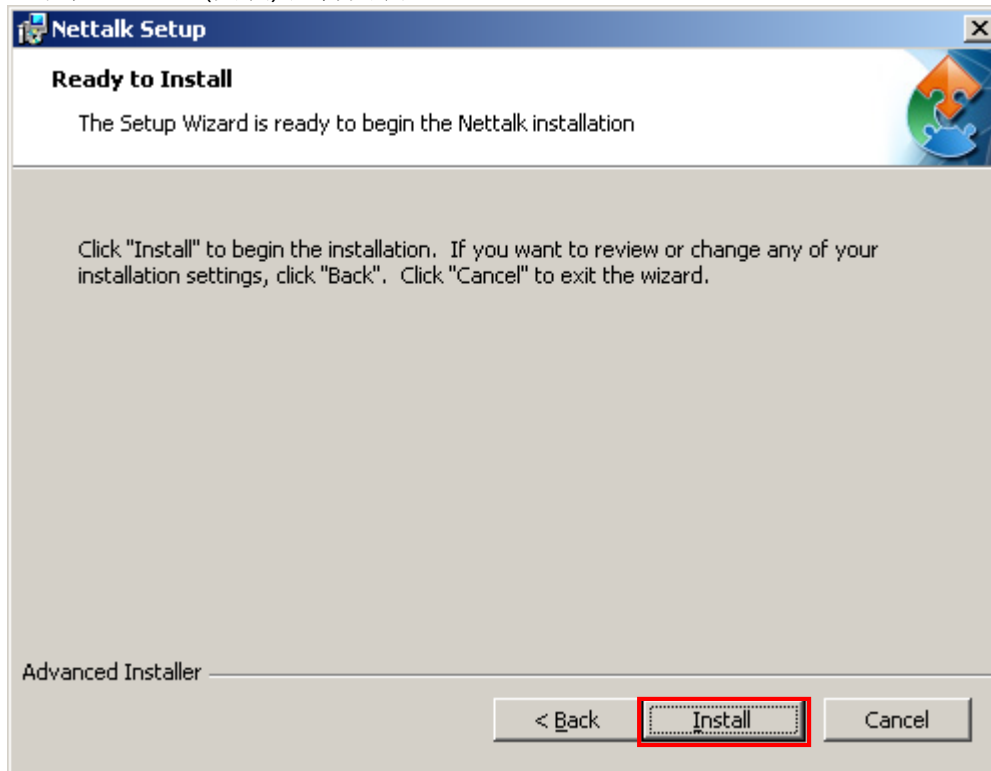 Nettalk Setup
Ready to Install
The Setup Wizard is ready to begin the Nettalk installation
Click "Install" to begin the installation. If you want to review or change any of your
installation settings, click "Back". Click "Cancel" to exit the wizard.
Advanced Installer
< Back
Install
Cancel